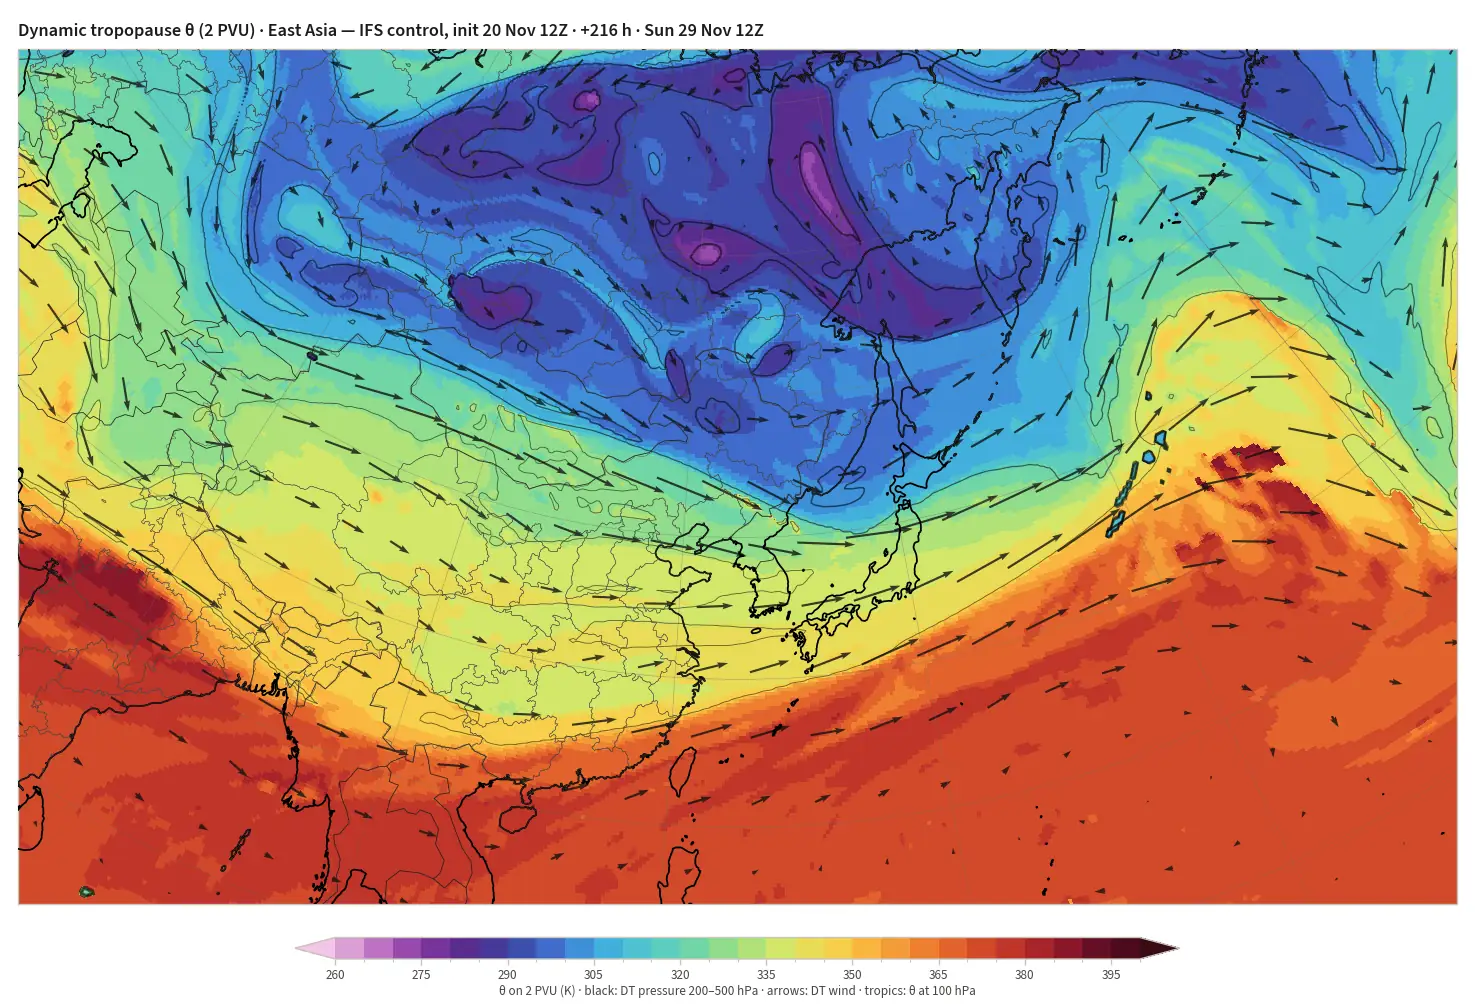 Dynamic tropopause θ (2 PVU) · East Asia — IFS control, init 20 Nov 12Z · +216 h · Sun 29 Nov 12Z
260 275 290 305 320 335 350 365 380 395
θ on 2 PVU (K) · black: DT pressure 200–500 hPa · arrows: DT wind · tropics: θ at 100 hPa